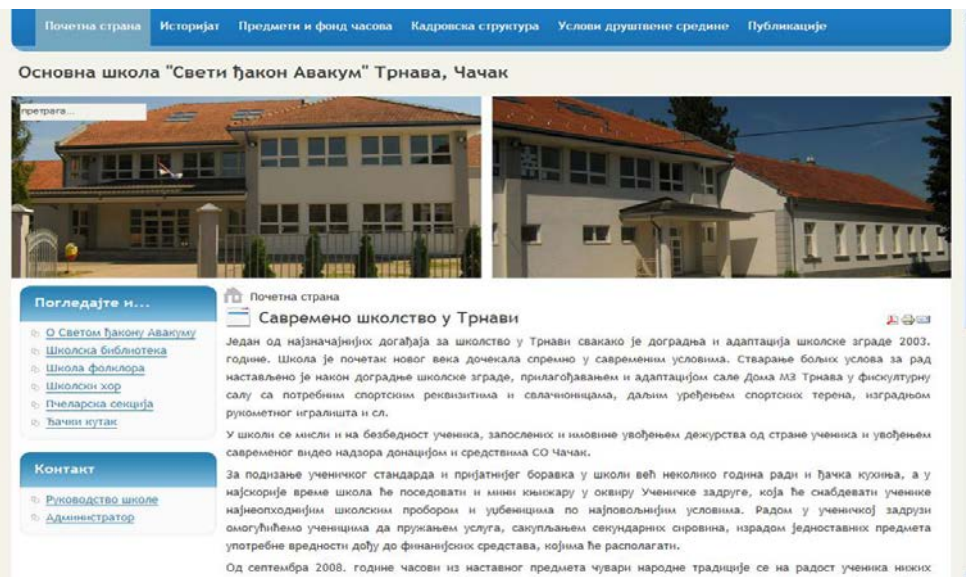 Почетна страна Историјат Предмети и фонд часова Кадровска структура Услови друштвене средине Публикације
Основна школа "Свети ђакон Авакум" Трнава, Чачак
претрага...
Погледајте и...
О Светом ђакону Авакуму
Школска библиотека
Школа фолклора
Школски хор
Пчеларска секција
Ђачки кутак
Контакт
Руководство школе
Администратор
Почетна страна
Савремено школство у Трнави
Један од најзначајнијих догађаја за школство у Трнави свакако је доградња и адаптација школске зграде 2003.
године. Школа је почетак новог века дочекала спремно у савременим условима. Стварање бољих услова за рад
настављено је након доградње школске зграде, прилагођавањем и адаптацијом сале Дома МЗ Трнава у фискултурну
салу са потребним спортским реквизитима и свлачионицама, даљим уређењем спортских терена, изградњом
рукометног игралишта и сл.
У школи се мисли и на безбедност ученика, запослених и имовине увођењем дежурства од стране ученика и увођењем
савременог видео надзора донацијом и средствима СО Чачак.
За подизање ученичког стандарда и пријатнијег боравка у школи већ неколико година ради и ђачка кухиња, а у
најскорије време школа ће поседовати и мини књижару у оквиру Ученичке задруге, која ће снабдевати ученике
најнеопходнијим школским прибором и уџбеницима по најповољнијим условима. Радом у ученичкој задрузи
омогућићемо ученицима да пружањем услуга, сакупљањем секундарних сировина, израдом једноставних предмета
употребне вредности дођу до финанијских средстава, којима ће располагати.
Од септембра 2008. године часови из наставног предмета чувари народне традиције се на радост ученика нижих